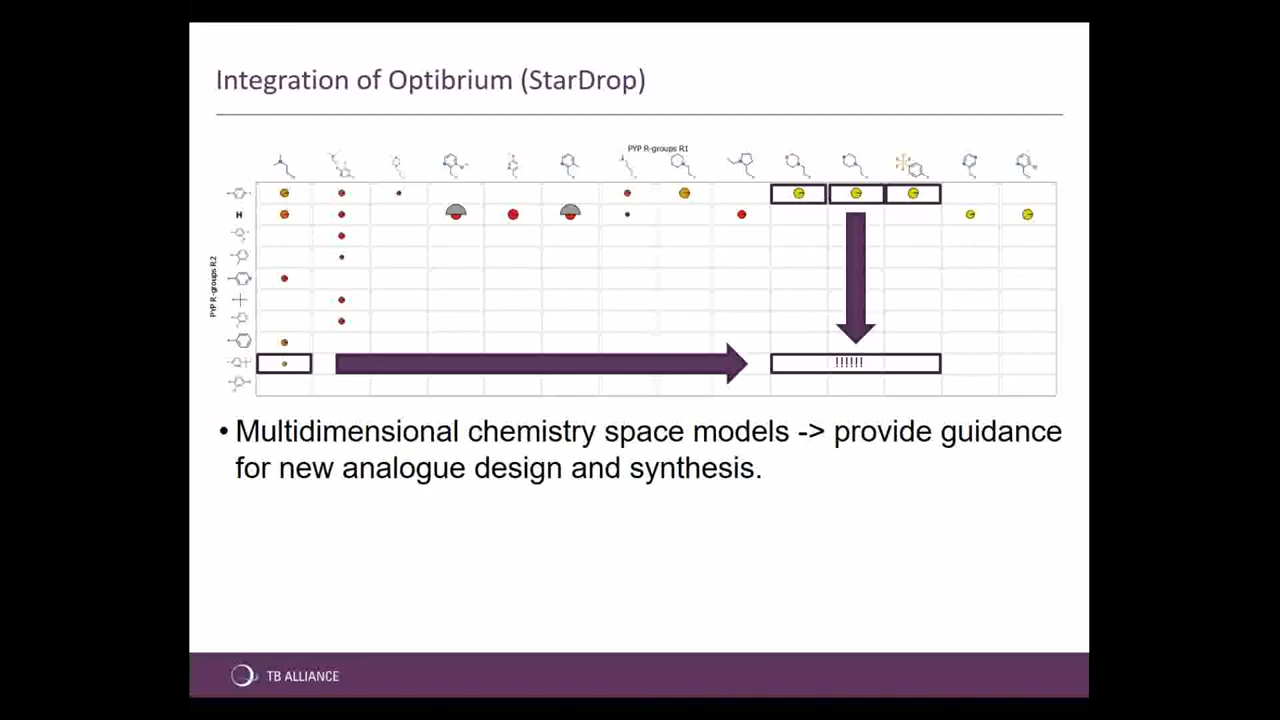 Integration of Optibrium (StarDrop)
PYP R-groups R1
H
PYP R-groups R2
!!!!!!
• Multidimensional chemistry space models -> provide guidance
for new analogue design and synthesis.
TB ALLIANCE